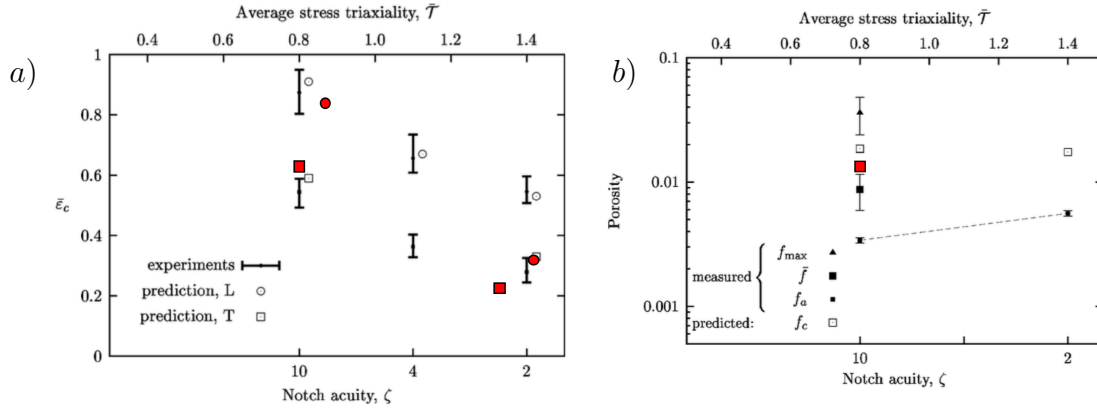 a)
Average stress triaxiality, 𝒯̄
0.4 0.6 0.8 1.0 1.2 1.4
1
0.8
0.6
0.4
0.2
0
ε̄c
experiments
prediction, L
prediction, T
10 4 2
Notch acuity, ζ
b)
Average stress triaxiality, 𝒯̄
0.4 0.6 0.8 1.0 1.2 1.4
0.1
0.01
0.001
Porosity
measured
fmax
f̄
fa
predicted: fc
10 2
Notch acuity, ζ